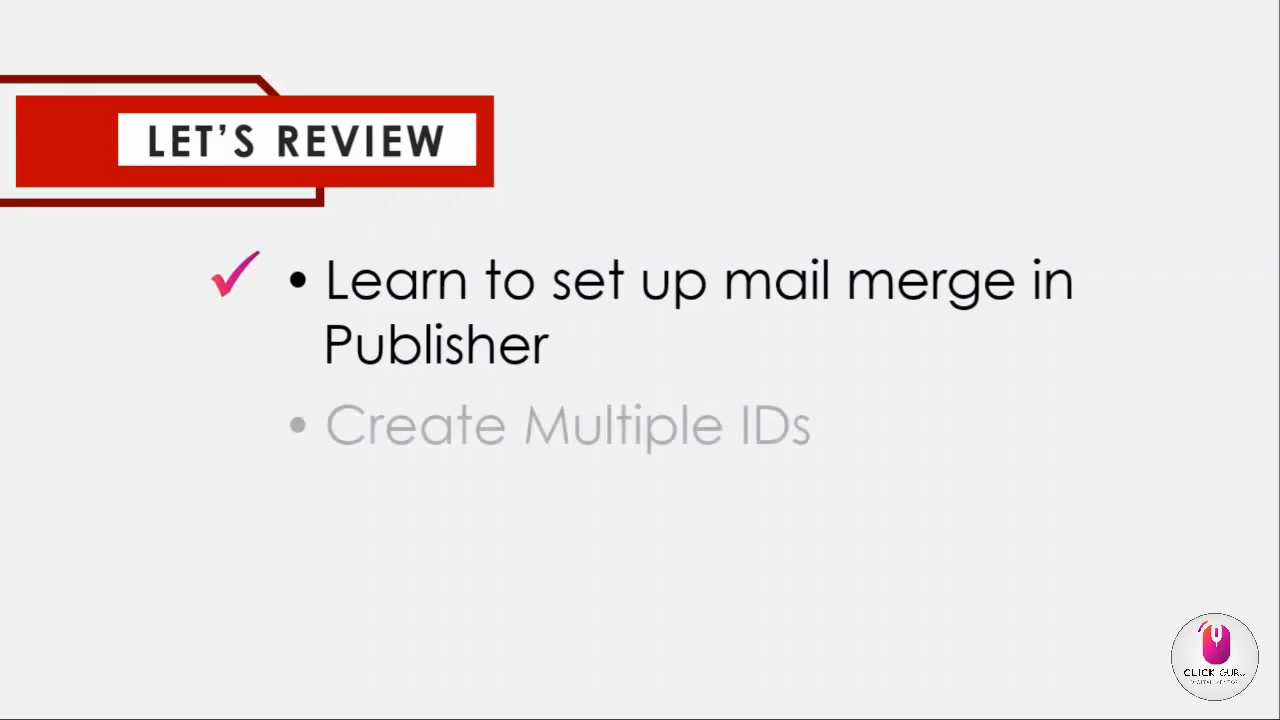 LET’S REVIEW
• Learn to set up mail merge in
Publisher
• Create Multiple IDs
CLICK GURU